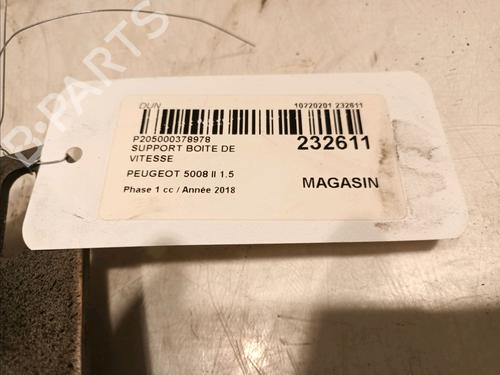 B-PARTS
DUN 10720201 232611
P205000378978
SUPPORT BOITE DE 232611
VITESSE
PEUGEOT 5008 II 1.5 MAGASIN
Phase 1 cc / Année 2018